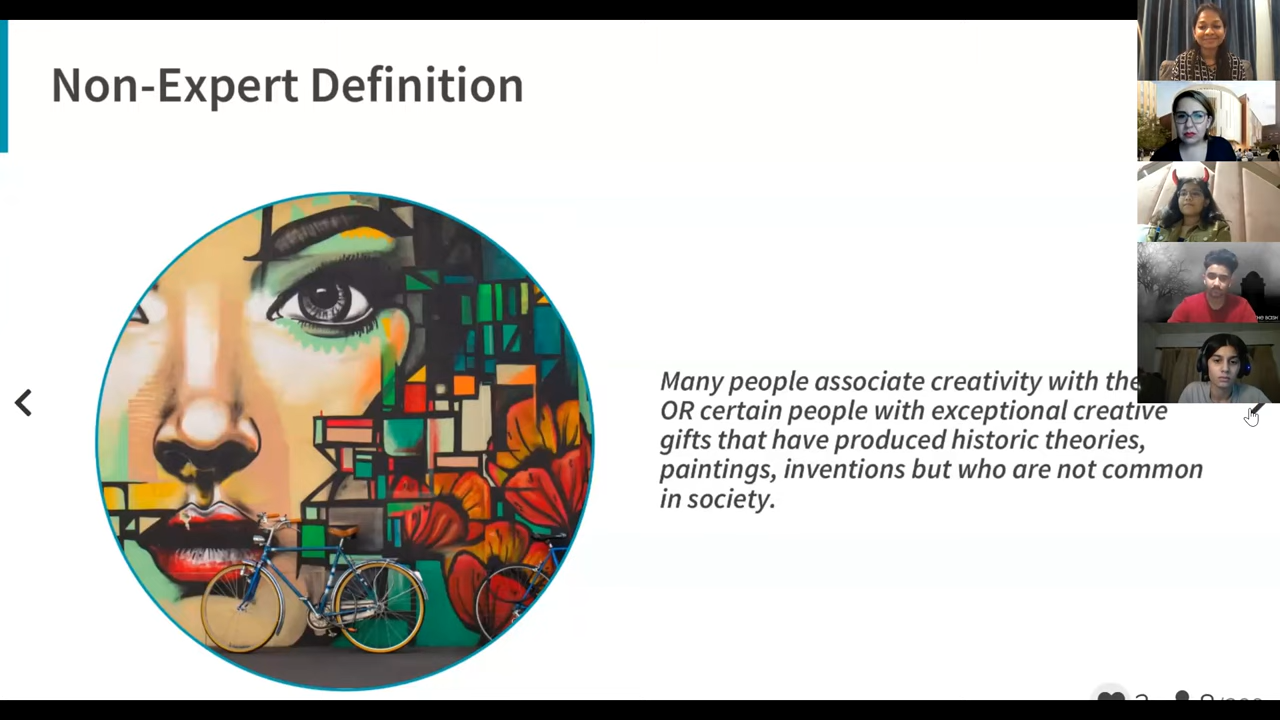 Non-Expert Definition
Many people associate creativity with the
OR certain people with exceptional creative
gifts that have produced historic theories,
paintings, inventions but who are not common
in society.